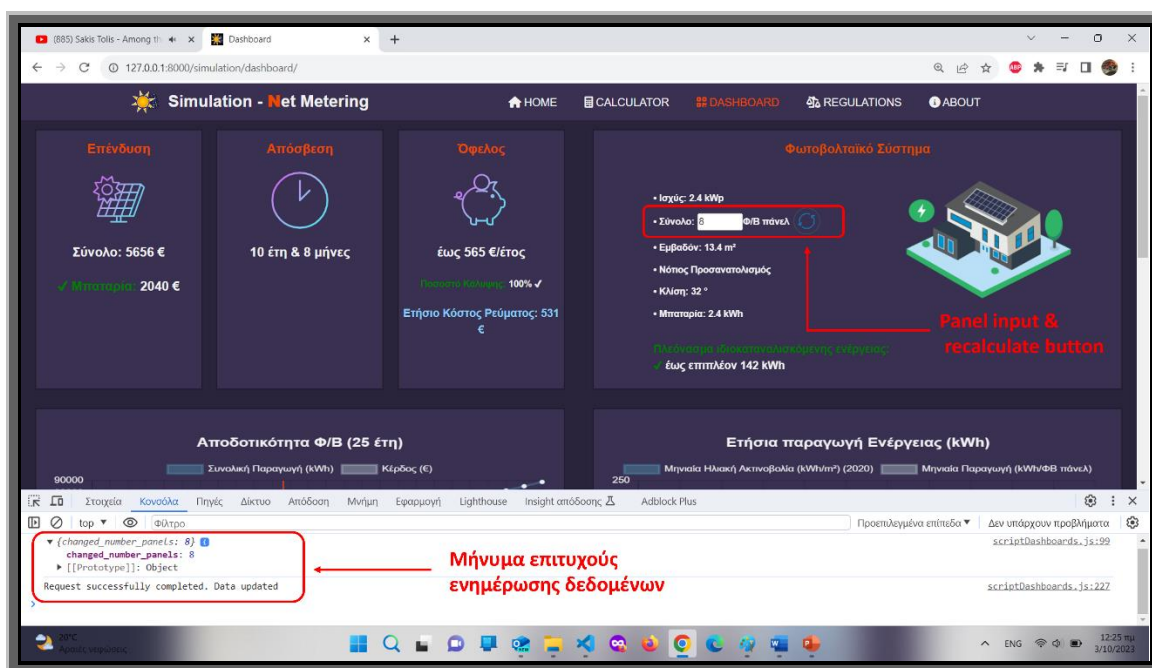 (885) Sakis Tolis - Among th
Dashboard
127.0.0.1:8000/simulation/dashboard/
Simulation - Net Metering
HOME
CALCULATOR
DASHBOARD
REGULATIONS
ABOUT
Επένδυση
Σύνολο: 5656 €
✓ Μπαταρία: 2040 €
Απόσβεση
10 έτη & 8 μήνες
Όφελος
έως 565 €/έτος
Ποσοστό Κάλυψης: 100% ✓
Ετήσιο Κόστος Ρεύματος: 531
€
Φωτοβολταϊκό Σύστημα
• Ισχύς: 2.4 kWp
• Σύνολο: 8 Φ/Β πάνελ
• Εμβαδόν: 13.4 m²
• Νότιος Προσανατολισμός
• Κλίση: 32 °
• Μπαταρία: 2.4 kWh
Πλεόνασμα ιδιοκαταναλισκόμενης ενέργειας:
✓ έως επιπλέον 142 kWh
Panel input &
recalculate button
Αποδοτικότητα Φ/Β (25 έτη)
Συνολική Παραγωγή (kWh)
Κέρδος (€)
90000
Ετήσια παραγωγή Ενέργειας (kWh)
Μηνιαία Ηλιακή Ακτινοβολία (kWh/m²) (2020)
Μηνιαία Παραγωγή (kWh/ΦΒ πάνελ)
250
Στοιχεία Κονσόλα Πηγές Δίκτυο Απόδοση Μνήμη Εφαρμογή Lighthouse Insight απόδοσης Adblock Plus
top ▼ Φίλτρο Προεπιλεγμένα επίπεδα ▼ Δεν υπάρχουν προβλήματα
▼ {changed_number_panels: 8} scriptDashboards.js:99
changed_number_panels: 8
▶ [[Prototype]]: Object
Request successfully completed. Data updated scriptDashboards.js:227
>
Μήνυμα επιτυχούς
ενημέρωσης δεδομένων
20°C
Αραιές νεφώσεις
ENG
12:25 πμ
3/10/2023